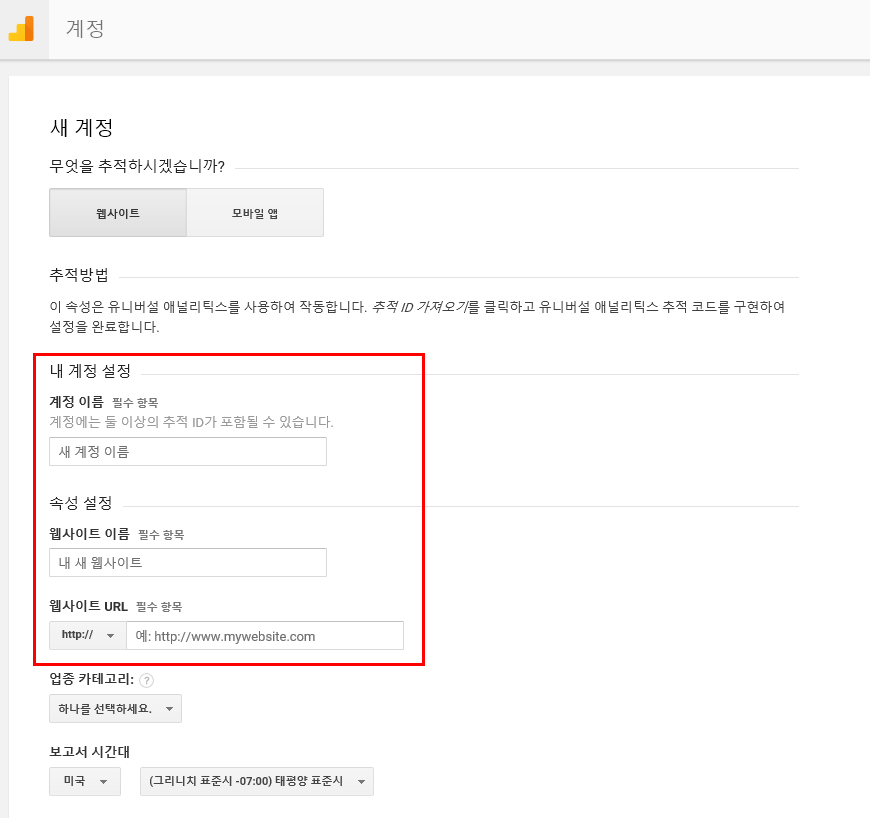 계정
새 계정
무엇을 추적하시겠습니까?
웹사이트 모바일 앱
추적방법
이 속성은 유니버설 애널리틱스를 사용하여 작동합니다. 추적 ID 가져오기를 클릭하고 유니버설 애널리틱스 추적 코드를 구현하여
설정을 완료합니다.
내 계정 설정
계정 이름 필수 항목
계정에는 둘 이상의 추적 ID가 포함될 수 있습니다.
새 계정 이름
속성 설정
웹사이트 이름 필수 항목
내 새 웹사이트
웹사이트 URL 필수 항목
http:// 예: http://www.mywebsite.com
업종 카테고리: ?
하나를 선택하세요.
보고서 시간대
미국 (그리니치 표준시 -07:00) 태평양 표준시